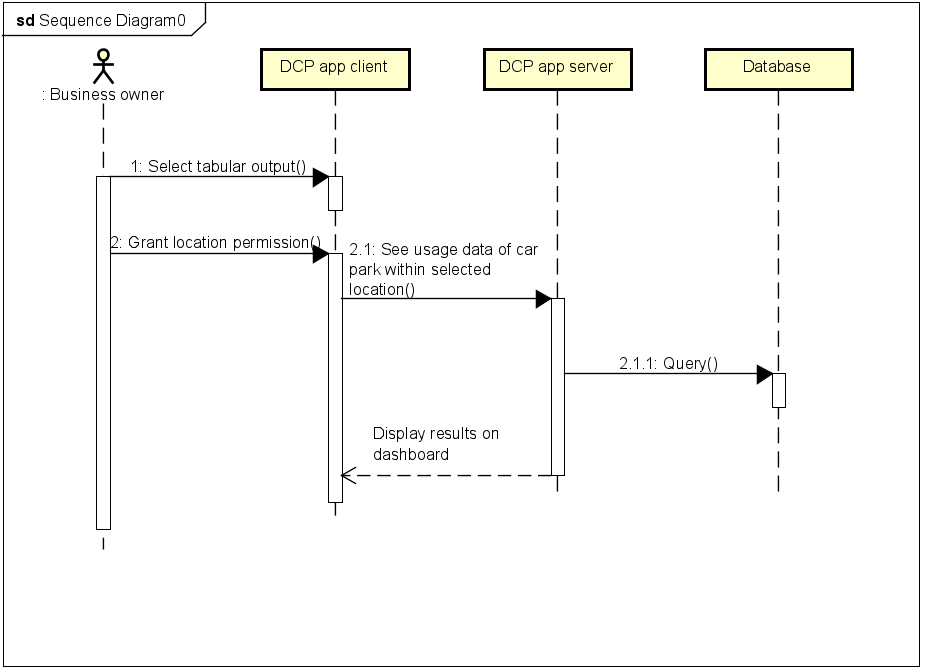 sd Sequence Diagram0
: Business owner
DCP app client
DCP app server
Database
1: Select tabular output()
2: Grant location permission()
2.1: See usage data of car
park within selected
location()
2.1.1: Query()
Display results on
dashboard